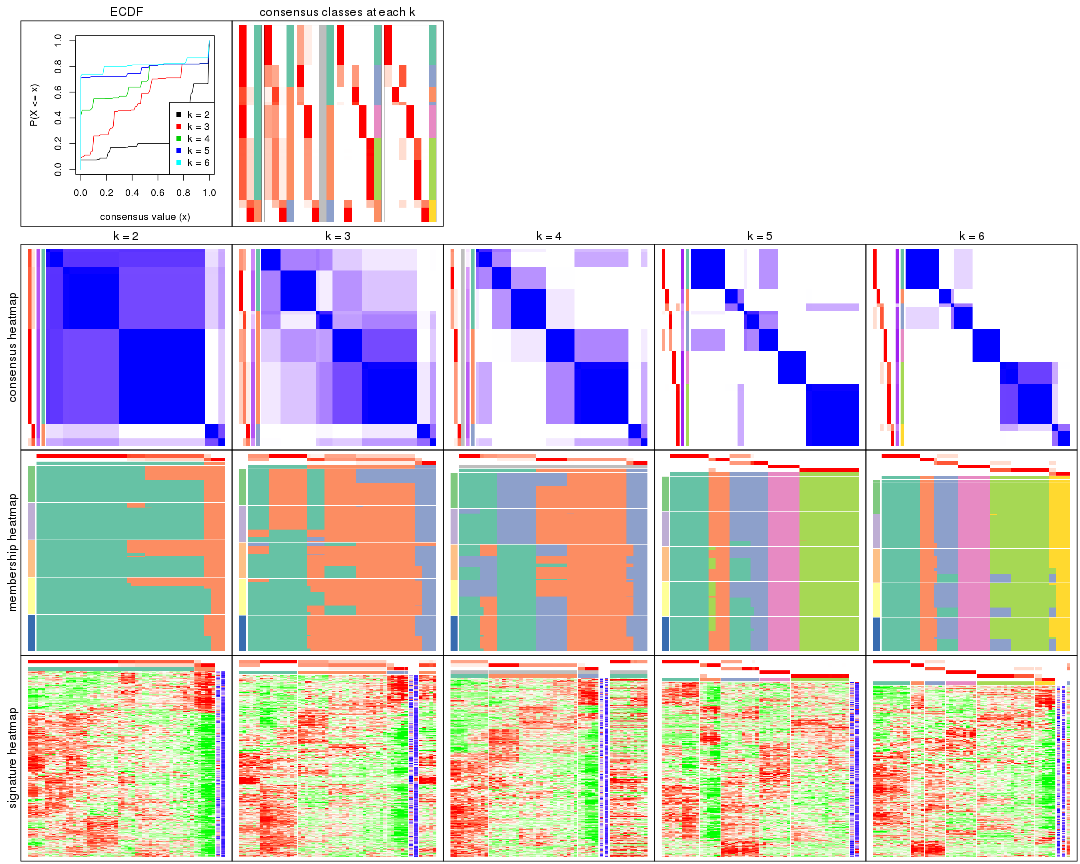 ECDF
consensus classes at each k
P(X <= x)
0.0 0.2 0.4 0.6 0.8 1.0
k = 2
k = 3
k = 4
k = 5
k = 6
0.0 0.2 0.4 0.6 0.8 1.0
consensus value (x)
k = 2
k = 3
k = 4
k = 5
k = 6
consensus heatmap
membership heatmap
signature heatmap